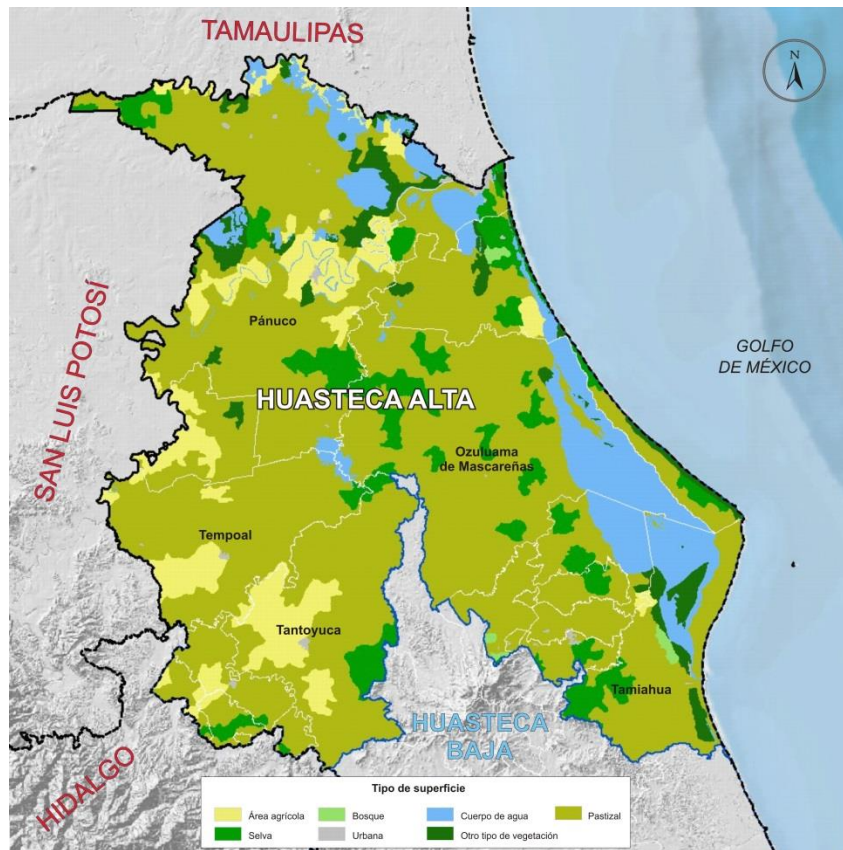 TAMAULIPAS
N
SAN LUIS POTOSÍ
Pánuco
GOLFO
DE MÉXICO
HUASTECA ALTA
Ozuluama
de Mascareñas
Tempoal
Tantoyuca
Tamiahua
HUASTECA
BAJA
HIDALGO
Tipo de superficie
Área agrícola
Bosque
Cuerpo de agua
Pastizal
Selva
Urbana
Otro tipo de vegetación